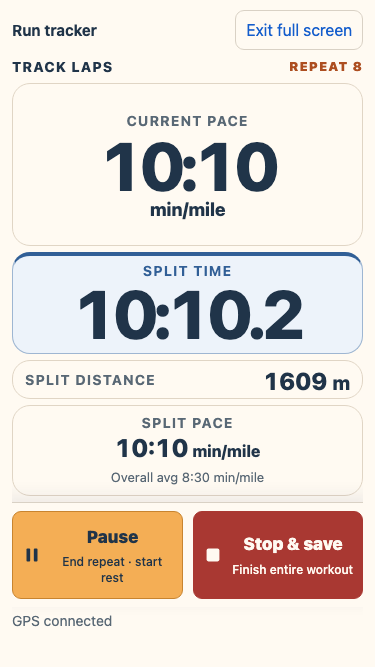 Run tracker
Exit full screen
TRACK LAPS
REPEAT 8
CURRENT PACE
10:10
min/mile
SPLIT TIME
10:10.2
SPLIT DISTANCE
1609 m
SPLIT PACE
10:10 min/mile
Overall avg 8:30 min/mile
Pause
End repeat · start
rest
Stop & save
Finish entire workout
GPS connected